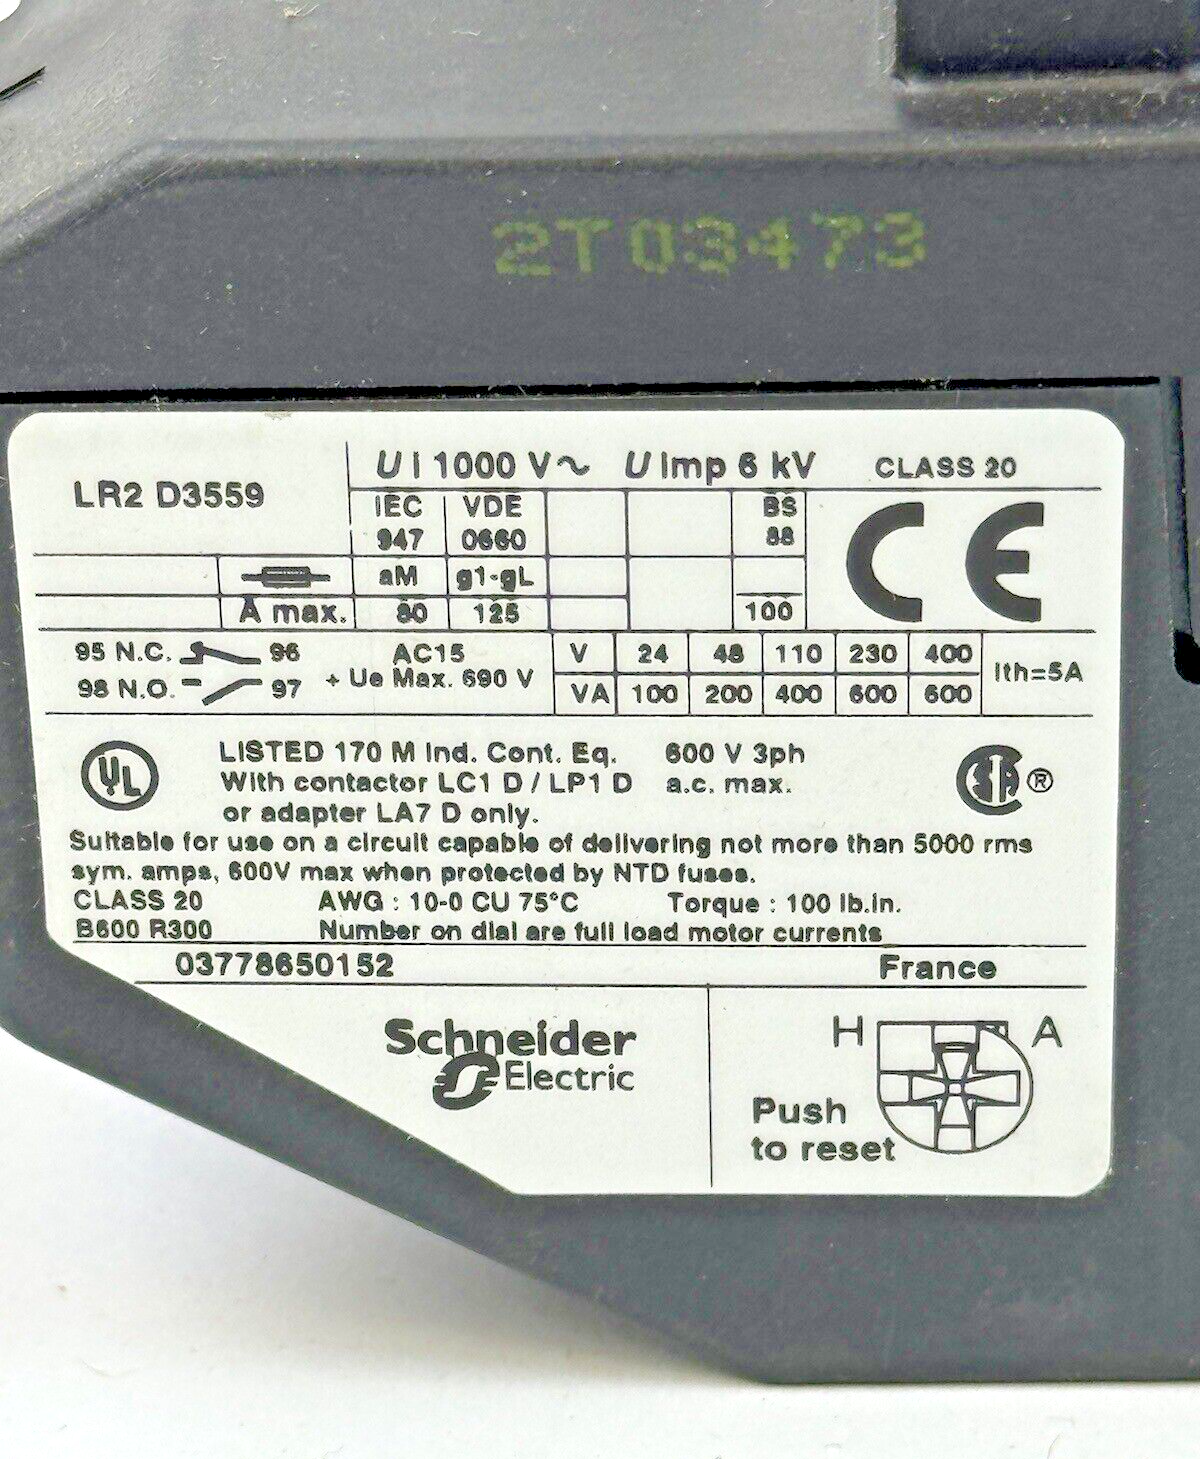 2T03473
LR2 D3559
Ui 1000 V~ U imp 6 kV CLASS 20
IEC VDE BS
947 0660 88
aM g1-gL
A max. 80 125 100
CE
95 N.C. 96 AC15 V 24 48 110 230 400
98 N.O. 97 + Ue Max. 690 V VA 100 200 400 600 600
Ith=5A
UL LISTED 170 M Ind. Cont. Eq. 600 V 3ph
With contactor LC1 D / LP1 D a.c. max.
or adapter LA7 D only.
CSA ®
Suitable for use on a circuit capable of delivering not more than 5000 rms
sym. amps, 600V max when protected by NTD fuses.
CLASS 20 AWG : 10-0 CU 75°C Torque : 100 lb.in.
B600 R300 Number on dial are full load motor currents
03778650152 France
Schneider
Electric
H A
Push
to reset